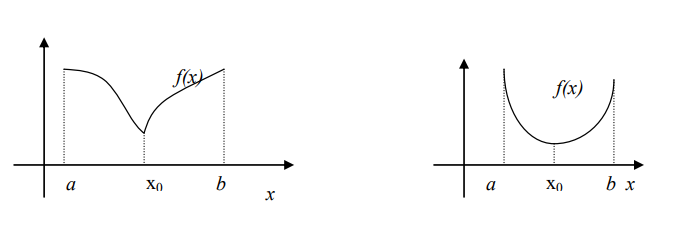 f(x)
f(x)
a x₀ b x
a x₀ b x